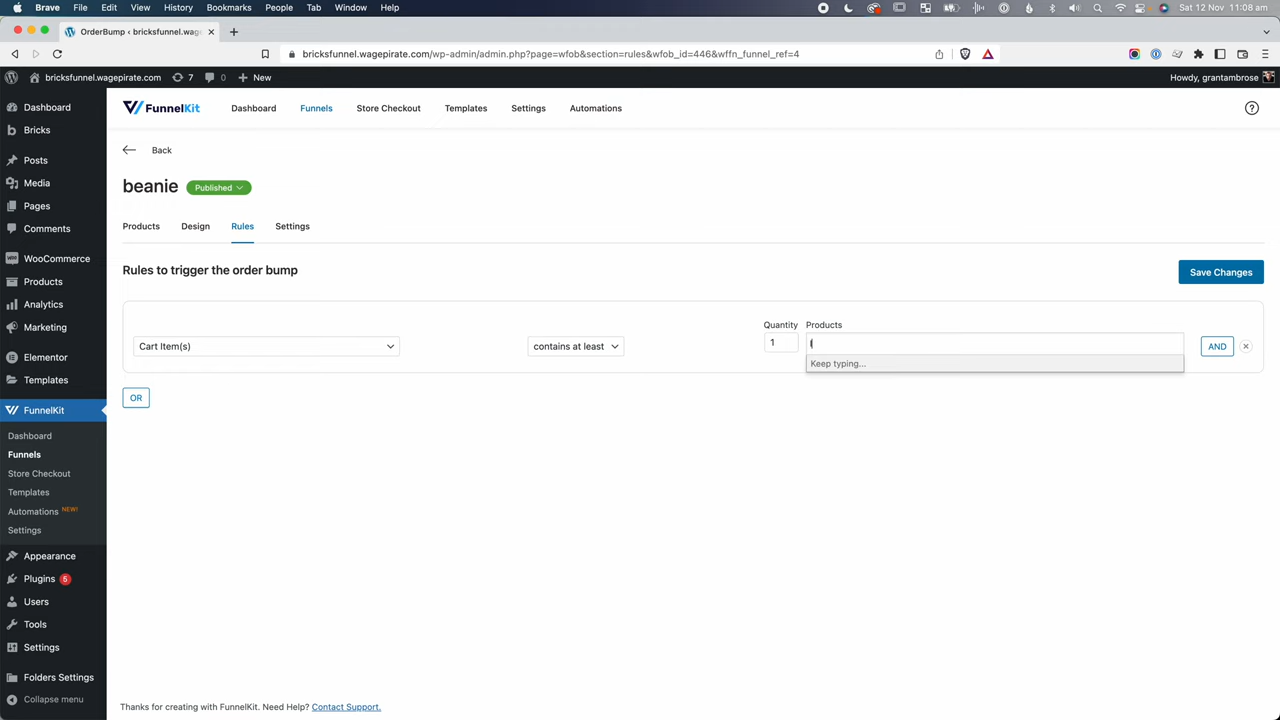 Brave File Edit View History Bookmarks People Tab Window Help Sat 12 Nov 11:08 am
OrderBump ‹ bricksfunnel.wage
bricksfunnel.wagepirate.com/wp-admin/admin.php?page=wfob&section=rules&wfob_id=446&wffn_funnel_ref=4
bricksfunnel.wagepirate.com 7 0 New Howdy, grantambrose
Dashboard
Bricks
Posts
Media
Pages
Comments
WooCommerce
Products
Analytics
Marketing
Elementor
Templates
FunnelKit
Dashboard
Funnels
Store Checkout
Templates
Automations NEW!
Settings
Appearance
Plugins 5
Users
Tools
Settings
Folders Settings
Collapse menu
FunnelKit Dashboard Funnels Store Checkout Templates Settings Automations
Back
beanie Published
Products Design Rules Settings
Rules to trigger the order bump Save Changes
Quantity Products
Cart Item(s) contains at least 1 AND
Keep typing...
OR
Thanks for creating with FunnelKit. Need Help? Contact Support.